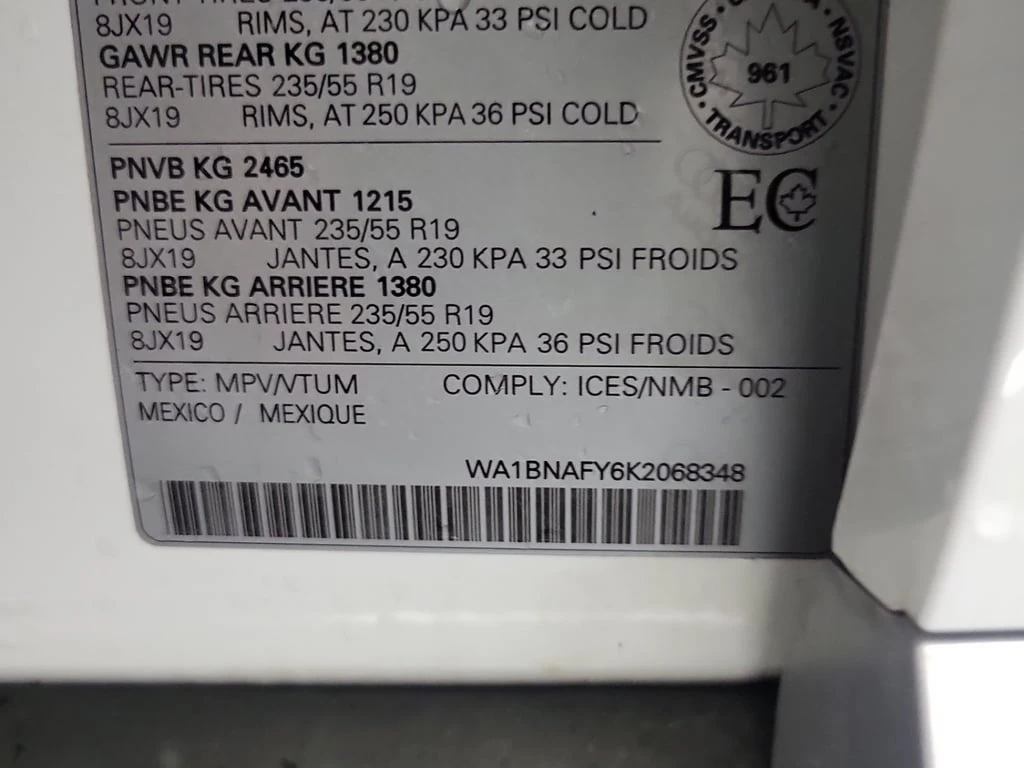 8JX19 RIMS, AT 230 KPA 33 PSI COLD
GAWR REAR KG 1380
REAR-TIRES 235/55 R19
8JX19 RIMS, AT 250 KPA 36 PSI COLD
CMVSS NSVAC
961
TRANSPORT
EC
PNVB KG 2465
PNBE KG AVANT 1215
PNEUS AVANT 235/55 R19
8JX19 JANTES, A 230 KPA 33 PSI FROIDS
PNBE KG ARRIERE 1380
PNEUS ARRIERE 235/55 R19
8JX19 JANTES, A 250 KPA 36 PSI FROIDS
TYPE: MPV/VTUM COMPLY: ICES/NMB - 002
MEXICO / MEXIQUE
WA1BNAFY6K2068348